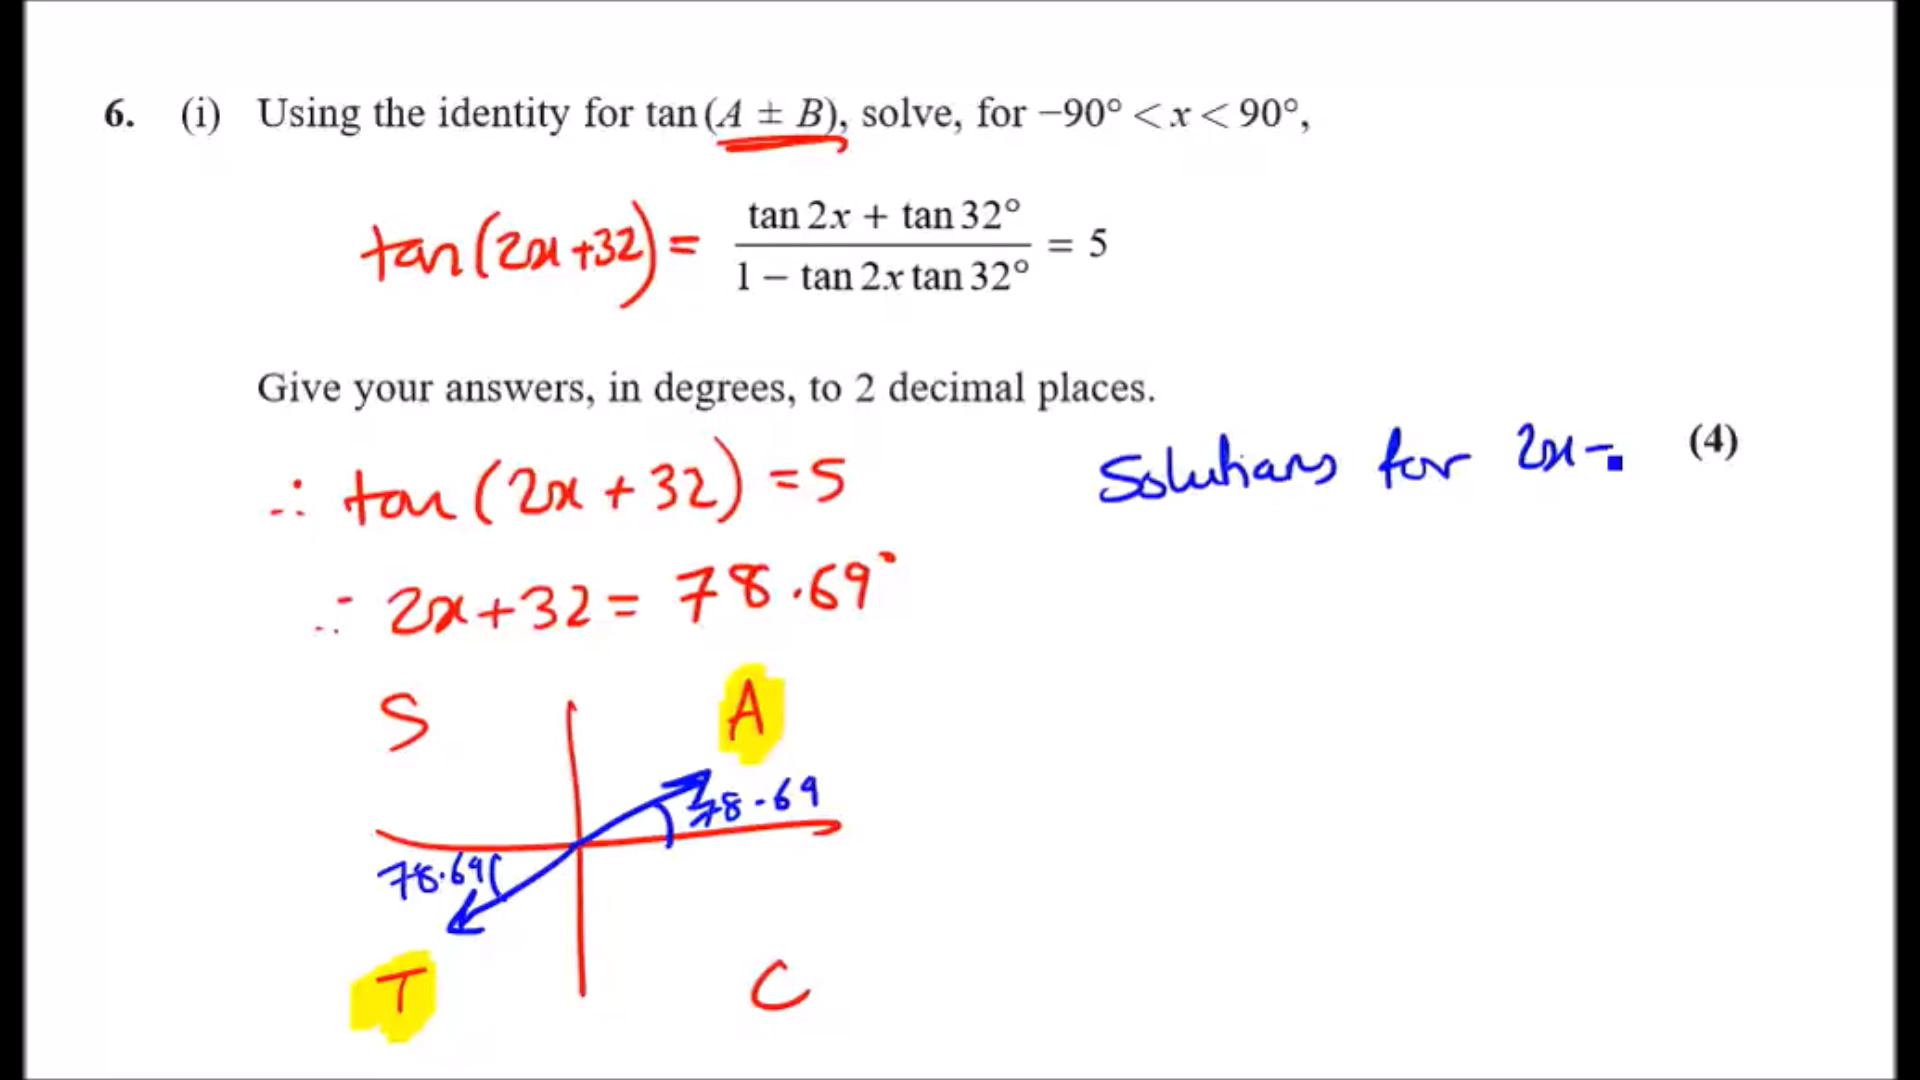 6. (i) Using the identity for tan (A ± B), solve, for −90° < x < 90°,
tan(2x+32) = tan 2x + tan 32° / 1 − tan 2x tan 32° = 5
Give your answers, in degrees, to 2 decimal places.
(4)
∴ tan (2x + 32) = 5
Solutions for 2x -
∴ 2x+32 = 78.69°
S A
78.69
78.69
T C